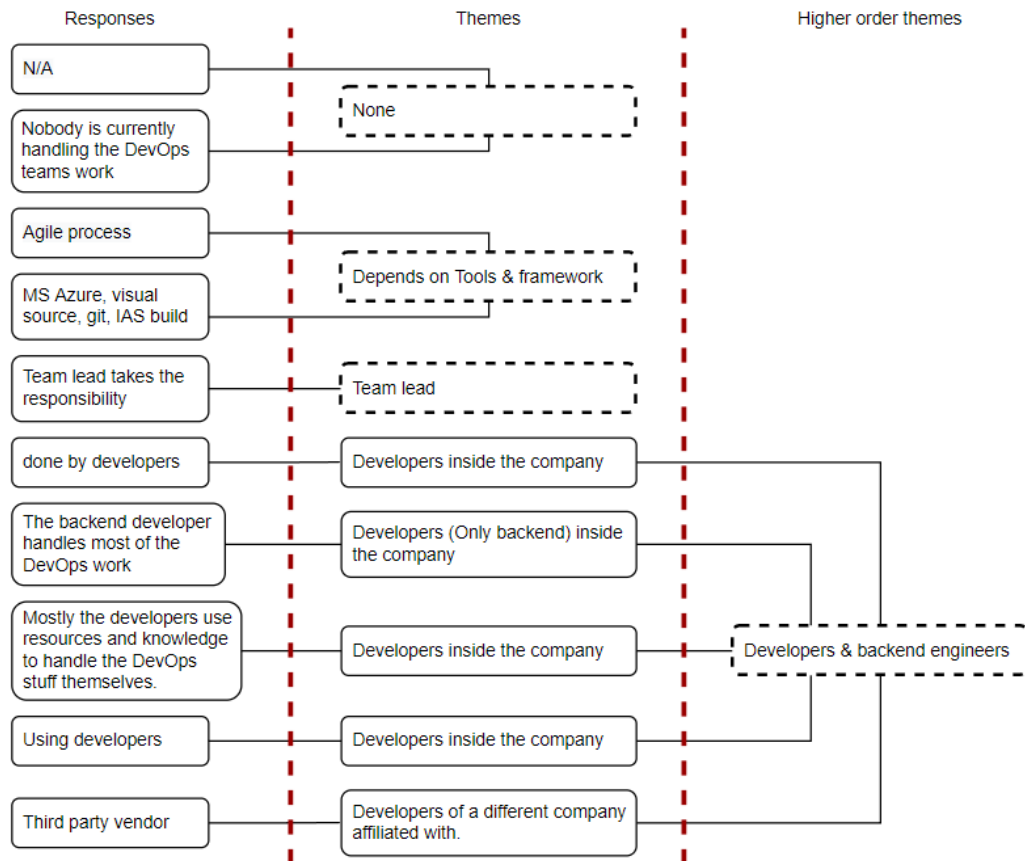 Responses
Themes
Higher order themes
N/A
None
Nobody is currently
handling the DevOps
teams work
Agile process
Depends on Tools & framework
MS Azure, visual
source, git, IAS build
Team lead takes the
responsibility
Team lead
done by developers
Developers inside the company
The backend developer
handles most of the
DevOps work
Developers (Only backend) inside
the company
Mostly the developers use
resources and knowledge
to handle the DevOps
stuff themselves.
Developers inside the company
Developers & backend engineers
Using developers
Developers inside the company
Third party vendor
Developers of a different company
affiliated with.